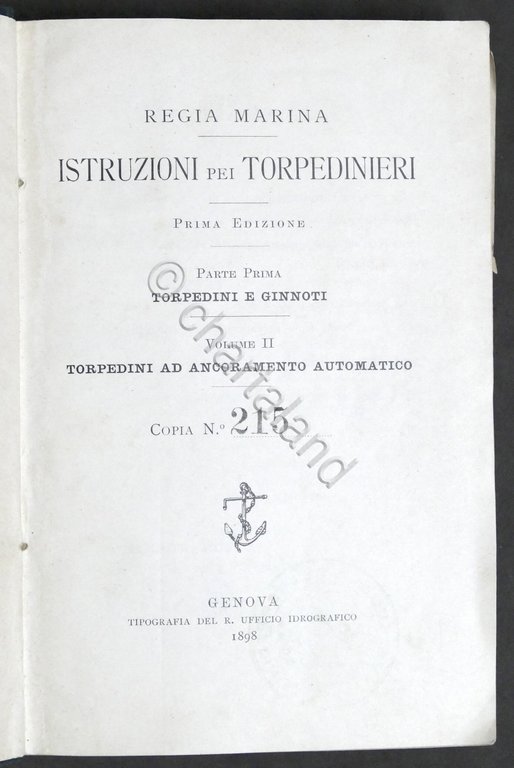 REGIA MARINA
ISTRUZIONI PEI TORPEDINIERI
PRIMA EDIZIONE
PARTE PRIMA
TORPEDINI E GINNOTI
VOLUME II
TORPEDINI AD ANCORAMENTO AUTOMATICO
COPIA N.º 215
© chartaland
GENOVA
TIPOGRAFIA DEL R. UFFICIO IDROGRAFICO
1898